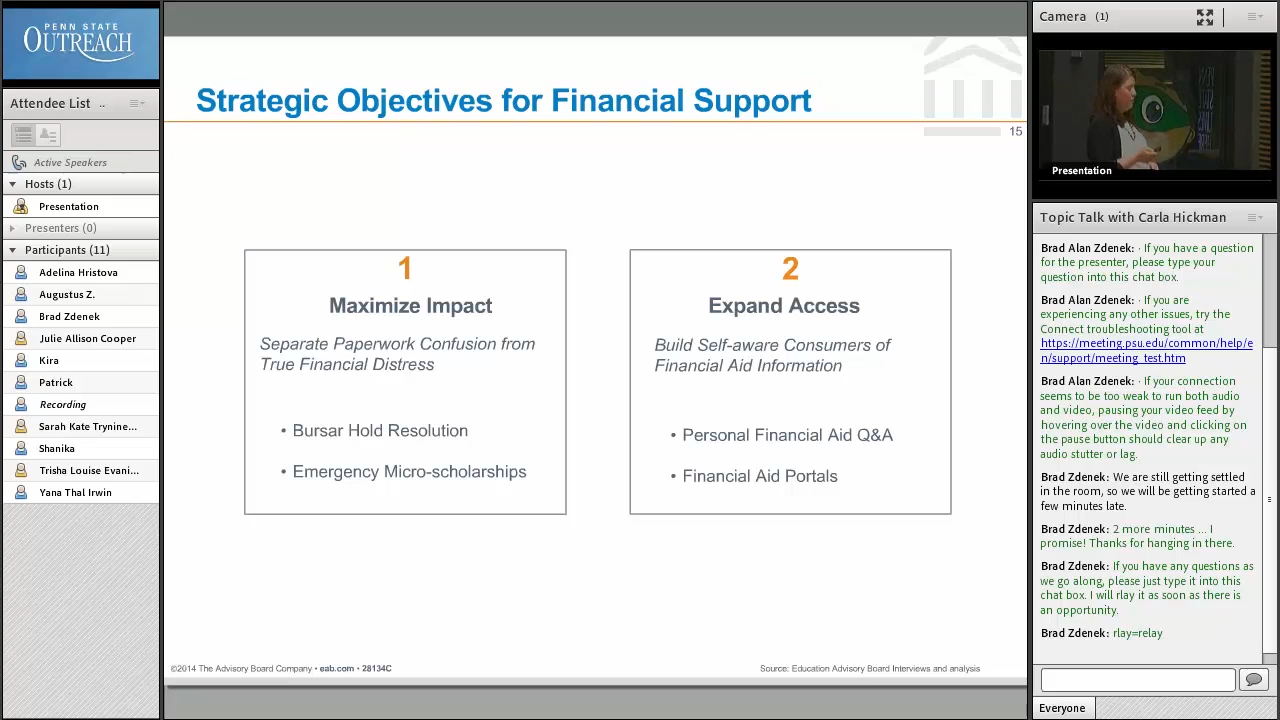 PENN STATE
OUTREACH
Attendee List ..
Active Speakers
Hosts (1)
Presentation
Presenters (0)
Participants (11)
Adelina Hristova
Augustus Z.
Brad Zdenek
Julie Allison Cooper
Kira
Patrick
Recording
Sarah Kate Trynine...
Shanika
Trisha Louise Evani...
Yana Thal Irwin
Strategic Objectives for Financial Support
15
1
Maximize Impact
Separate Paperwork Confusion from
True Financial Distress
• Bursar Hold Resolution
• Emergency Micro-scholarships
2
Expand Access
Build Self-aware Consumers of
Financial Aid Information
• Personal Financial Aid Q&A
• Financial Aid Portals
©2014 The Advisory Board Company • eab.com • 28134C
Source: Education Advisory Board Interviews and analysis
Camera (1)
Presentation
Topic Talk with Carla Hickman
Brad Alan Zdenek: · If you have a question
for the presenter, please type your
question into this chat box.
Brad Alan Zdenek: · If you are
experiencing any other issues, try the
Connect troubleshooting tool at
https://meeting.psu.edu/common/help/e
n/support/meeting_test.htm
Brad Alan Zdenek: · If your connection
seems to be too weak to run both audio
and video, pausing your video feed by
hovering over the video and clicking on
the pause button should clear up any
audio stutter or lag.
Brad Zdenek: We are still getting settled
in the room, so we will be getting started a
few minutes late.
Brad Zdenek: 2 more minutes ... I
promise! Thanks for hanging in there.
Brad Zdenek: If you have any questions as
we go along, please just type it into this
chat box. I will rlay it as soon as there is
an opportunity.
Brad Zdenek: rlay=relay
Everyone